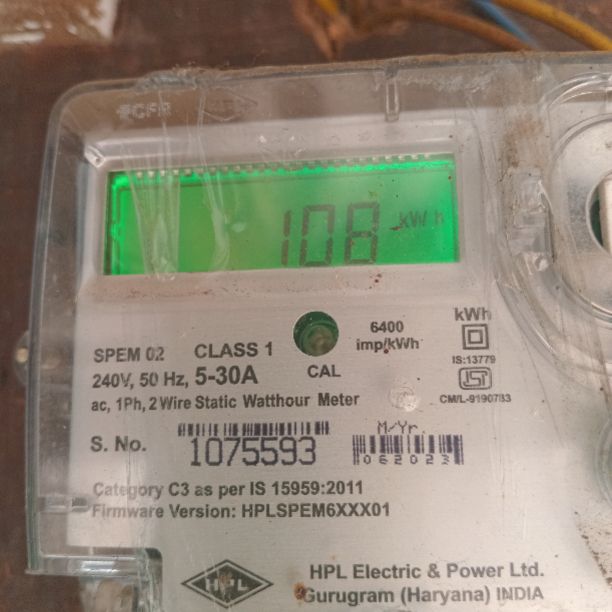 108 kWh
kWh
6400
imp/kWh
IS:13779
CM/L-9190783
CAL
SPEM 02 CLASS 1
240V, 50 Hz, 5-30A
ac, 1Ph, 2 Wire Static Watthour Meter
S. No. 1075593
M/Yr.
062023
Category C3 as per IS 15959:2011
Firmware Version: HPLSPEM6XXX01
HPL
HPL Electric & Power Ltd.
Gurugram (Haryana) INDIA